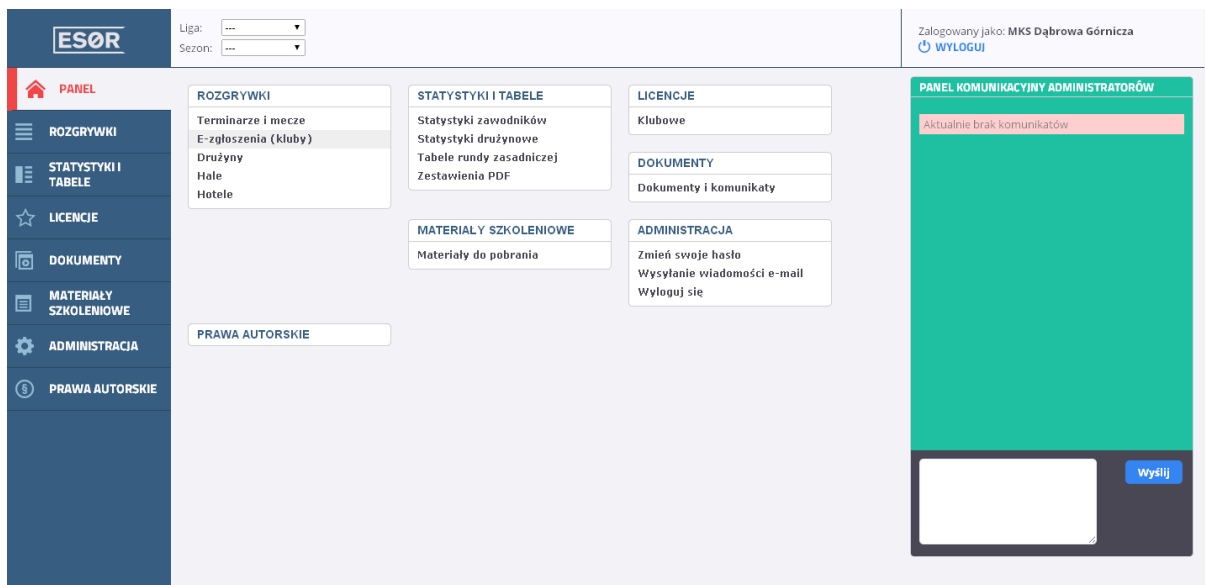 ESØR
Liga: ---
Sezon: ---
Zalogowany jako: MKS Dąbrowa Górnicza
WYLOGUJ
PANEL
ROZGRYWKI
STATYSTYKI I
TABELE
LICENCJE
DOKUMENTY
MATERIAŁY
SZKOLENIOWE
ADMINISTRACJA
§ PRAWA AUTORSKIE
ROZGRYWKI
Terminarze i mecze
E-zgłoszenia (kluby)
Drużyny
Hale
Hotele
STATYSTYKI I TABELE
Statystyki zawodników
Statystyki drużynowe
Tabele rundy zasadniczej
Zestawienia PDF
LICENCJE
Klubowe
DOKUMENTY
Dokumenty i komunikaty
MATERIAŁY SZKOLENIOWE
Materiały do pobrania
ADMINISTRACJA
Zmień swoje hasło
Wysyłanie wiadomości e-mail
Wyloguj się
PRAWA AUTORSKIE
PANEL KOMUNIKACYJNY ADMINISTRATORÓW
Aktualnie brak komunikatów
Wyślij